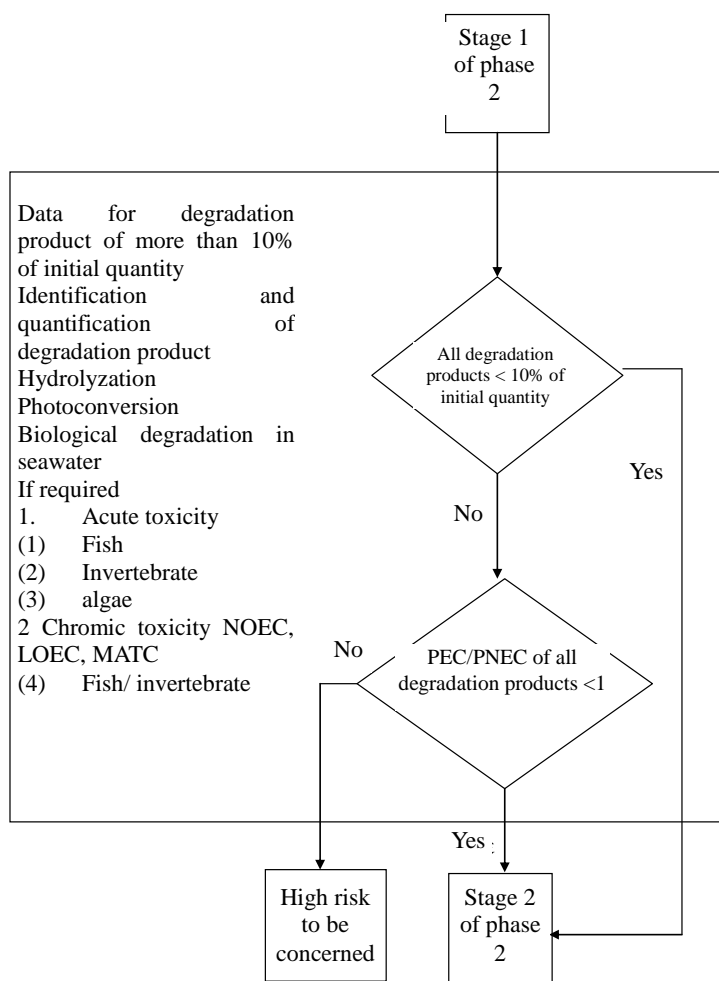 Stage 1
of phase
2
Data for degradation
product of more than 10%
of initial quantity
Identification and
quantification of
degradation product
Hydrolyzation
Photoconversion
Biological degradation in
seawater
If required
1. Acute toxicity
(1) Fish
(2) Invertebrate
(3) algae
2 Chromic toxicity NOEC,
LOEC, MATC
(4) Fish/ invertebrate
All degradation
products < 10% of
initial quantity
Yes
No
PEC/PNEC of all
degradation products <1
No
Yes :
High risk
to be
concerned
Stage 2
of phase
2